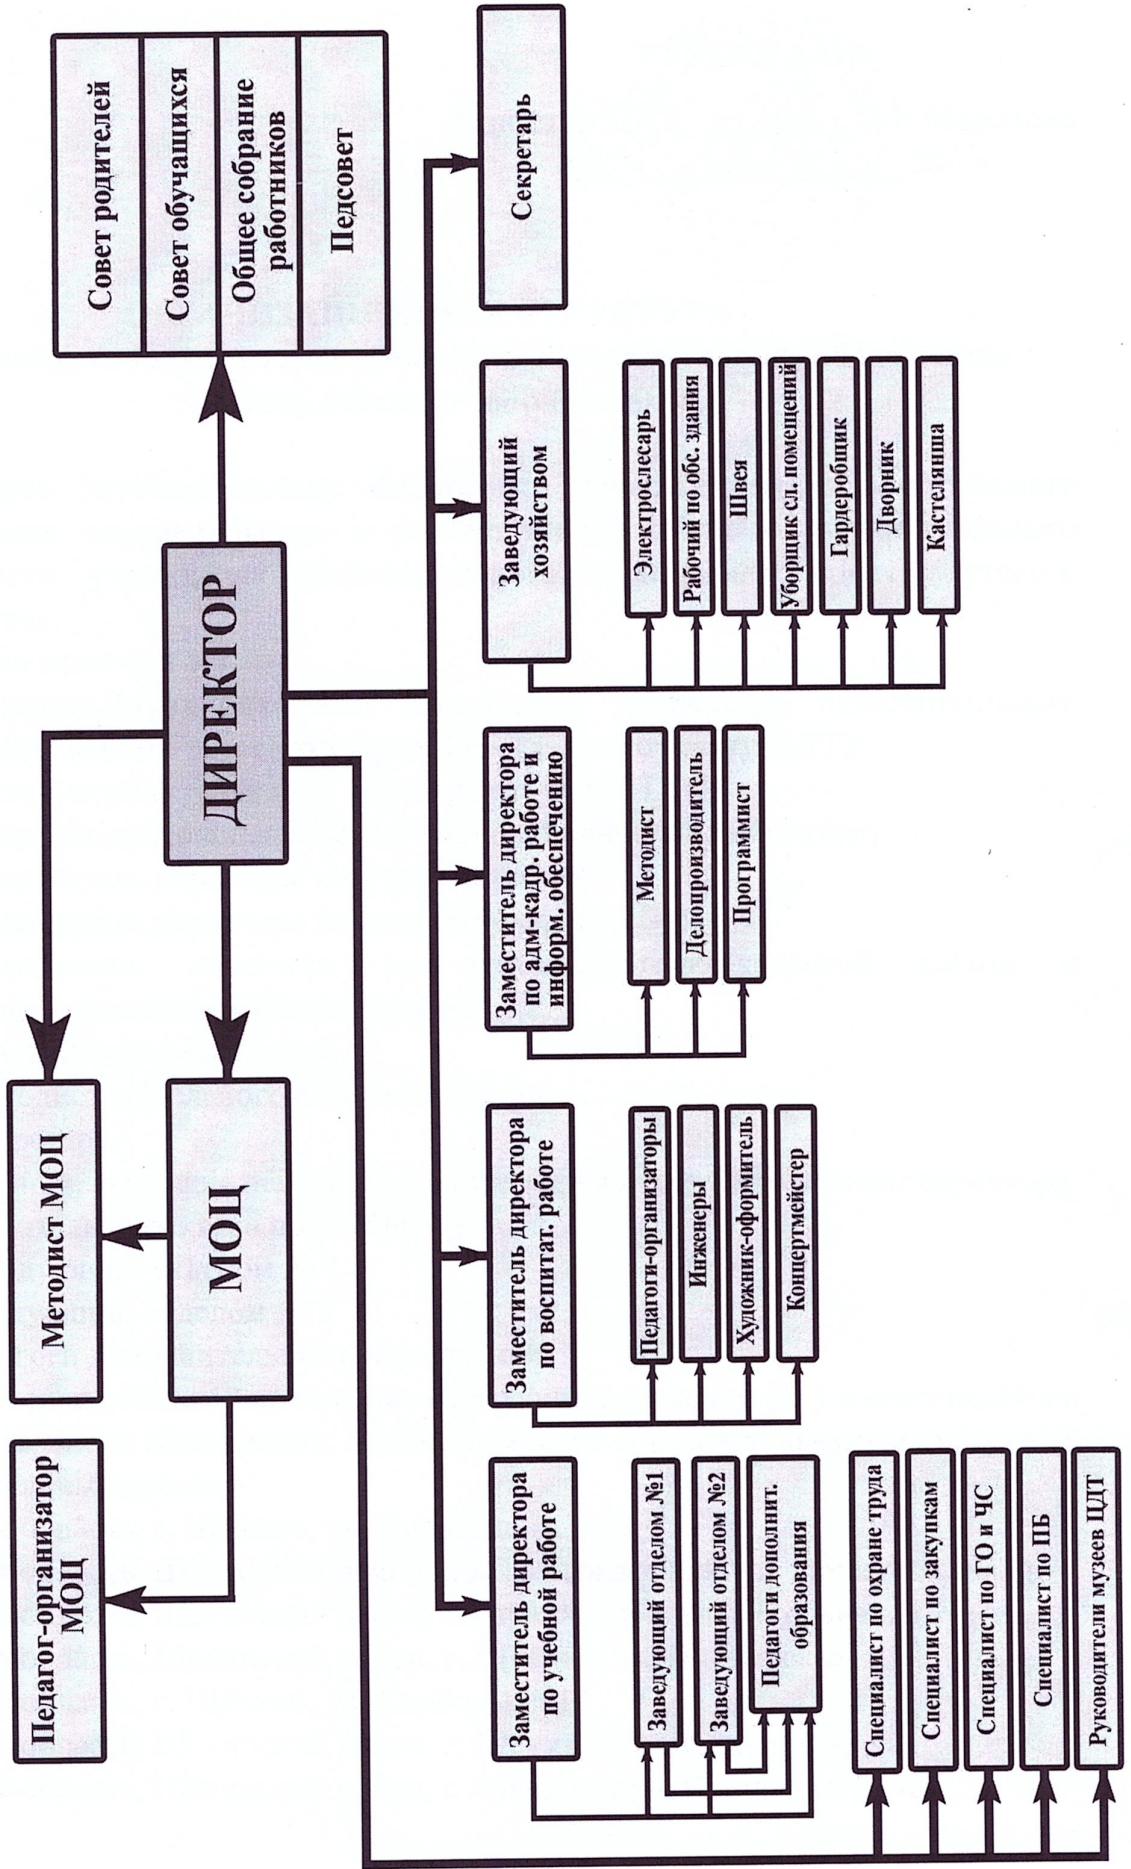 Педагог-организатор
МОЦ
Методист МОЦ
МОЦ
ДИРЕКТОР
Совет родителей
Совет обучащихся
Общее собрание
работников
Педсовет
Заместитель директора
по учебной работе
Заместитель директора
по воспитат. работе
Заместитель директора
по адм-кадр. работе и
информ. обеспечению
Заведующий
хозяйством
Секретарь
Заведующий отделом №1
Заведующий отделом №2
Педагоги дополнит.
образования
Педагоги-организаторы
Инженеры
Художник-оформитель
Концертмейстер
Методист
Делопроизводитель
Программист
Электрослесарь
Рабочий по обс. здания
Швея
Уборщик сл. помещений
Гардеробщик
Дворник
Кастелянша
Специалист по охране труда
Специалист по закупкам
Специалист по ГО и ЧС
Специалист по ПБ
Руководители музеев ЦДТ